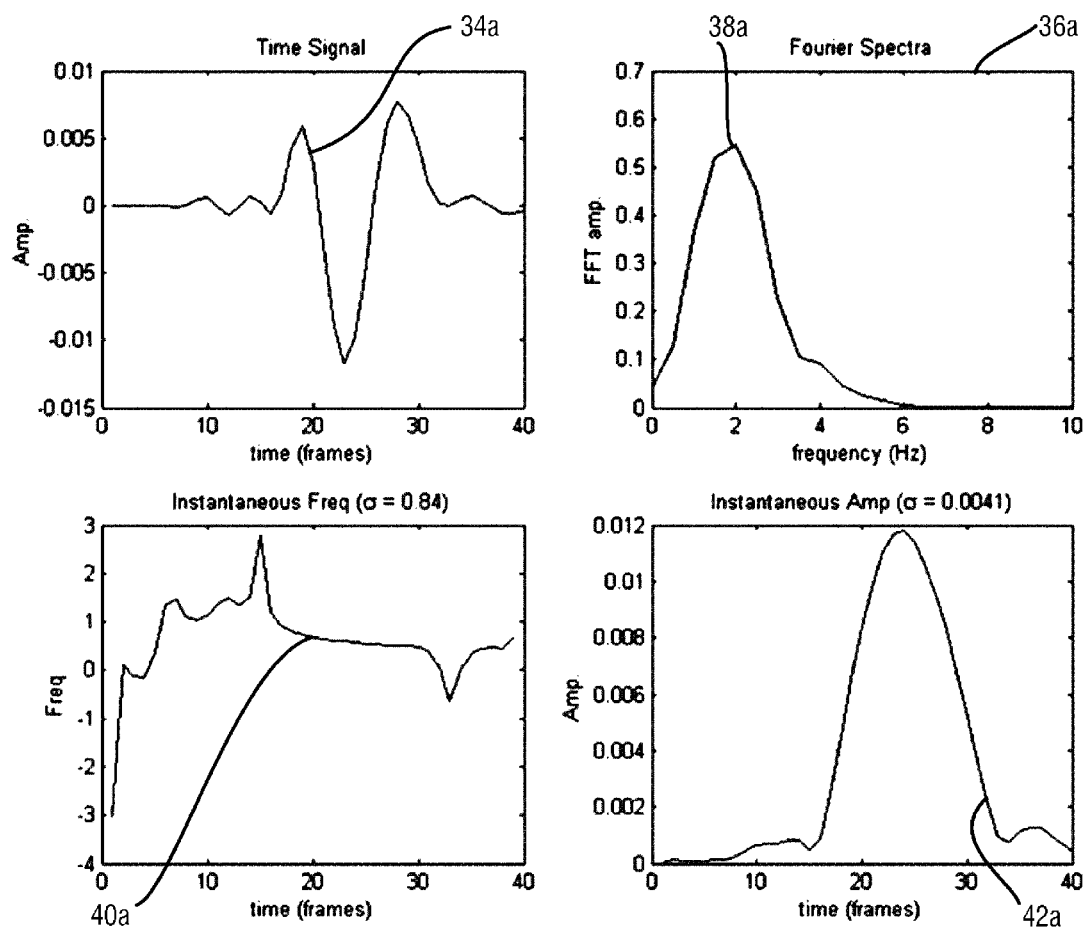 34a
Time Signal
0.01
0.005
0
-0.005
-0.01
-0.015
Amp.
0 10 20 30 40
time (frames)
38a
36a
Fourier Spectra
0.7
0.6
0.5
0.4
0.3
0.2
0.1
0
FFT amp.
0 2 4 6 8 10
frequency (Hz)
Instantaneous Freq (σ = 0.84)
3
2
1
0
-1
-2
-3
-4
Freq
0 10 20 30 40
time (frames)
40a
Instantaneous Amp (σ = 0.0041)
0.012
0.01
0.008
0.006
0.004
0.002
0
Amp.
0 10 20 30 40
time (frames)
42a